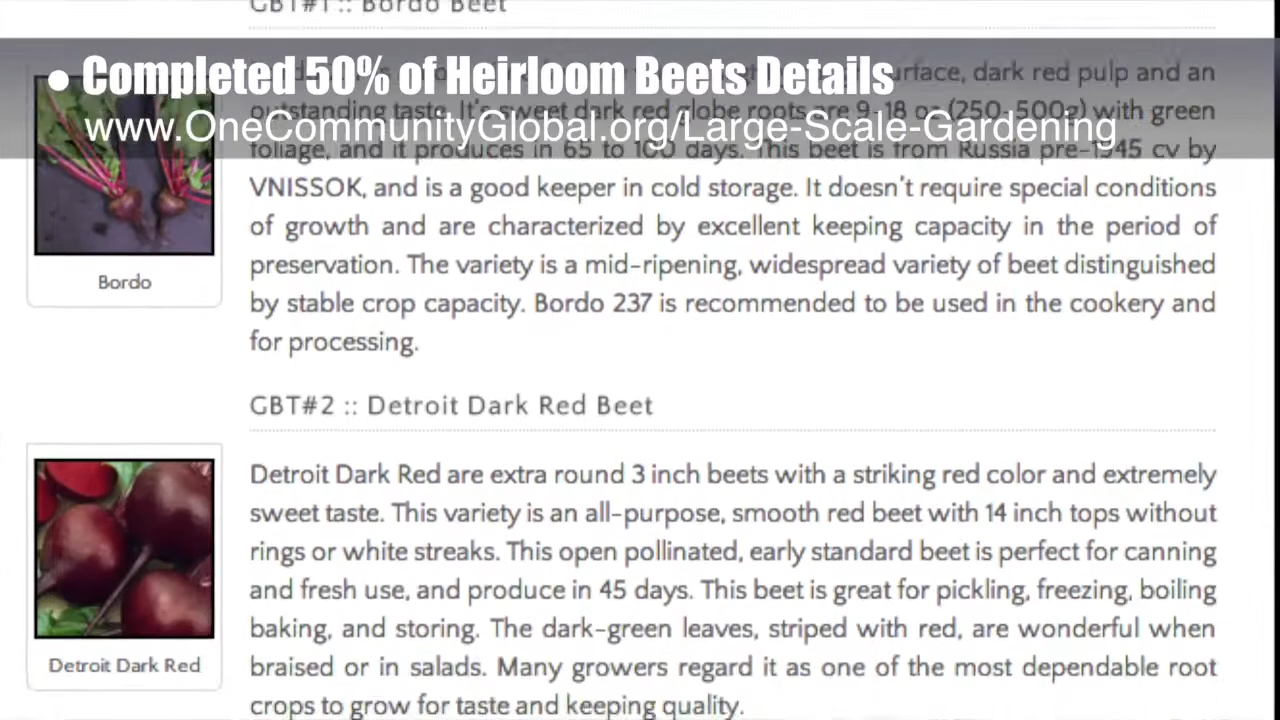 GBT#1 :: Bordo Beet
• Completed 50% of Heirloom Beets Details
urface, dark red pulp and an
www.OneCommunityGlobal.org/Large-Scale-Gardening
outstanding taste. It's sweet dark red globe roots are 9-18 oz (250-500g) with green
foliage, and it produces in 65 to 100 days. This beet is from Russia pre-1945 cv by
VNISSOK, and is a good keeper in cold storage. It doesn't require special conditions
of growth and are characterized by excellent keeping capacity in the period of
preservation. The variety is a mid-ripening, widespread variety of beet distinguished
by stable crop capacity. Bordo 237 is recommended to be used in the cookery and
for processing.
Bordo
GBT#2 :: Detroit Dark Red Beet
Detroit Dark Red are extra round 3 inch beets with a striking red color and extremely
sweet taste. This variety is an all-purpose, smooth red beet with 14 inch tops without
rings or white streaks. This open pollinated, early standard beet is perfect for canning
and fresh use, and produce in 45 days. This beet is great for pickling, freezing, boiling
baking, and storing. The dark-green leaves, striped with red, are wonderful when
braised or in salads. Many growers regard it as one of the most dependable root
crops to grow for taste and keeping quality.
Detroit Dark Red